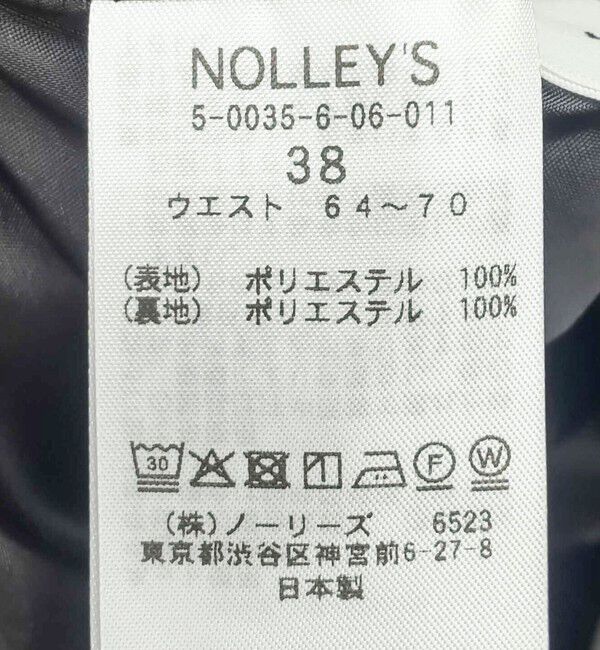 NOLLEY'S
5-0035-6-06-011
38
ウエスト 64～70
(表地) ポリエステル 100%
(裏地) ポリエステル 100%
30 F W
(株)ノーリーズ 6523
東京都渋谷区神宮前6-27-8
日本製